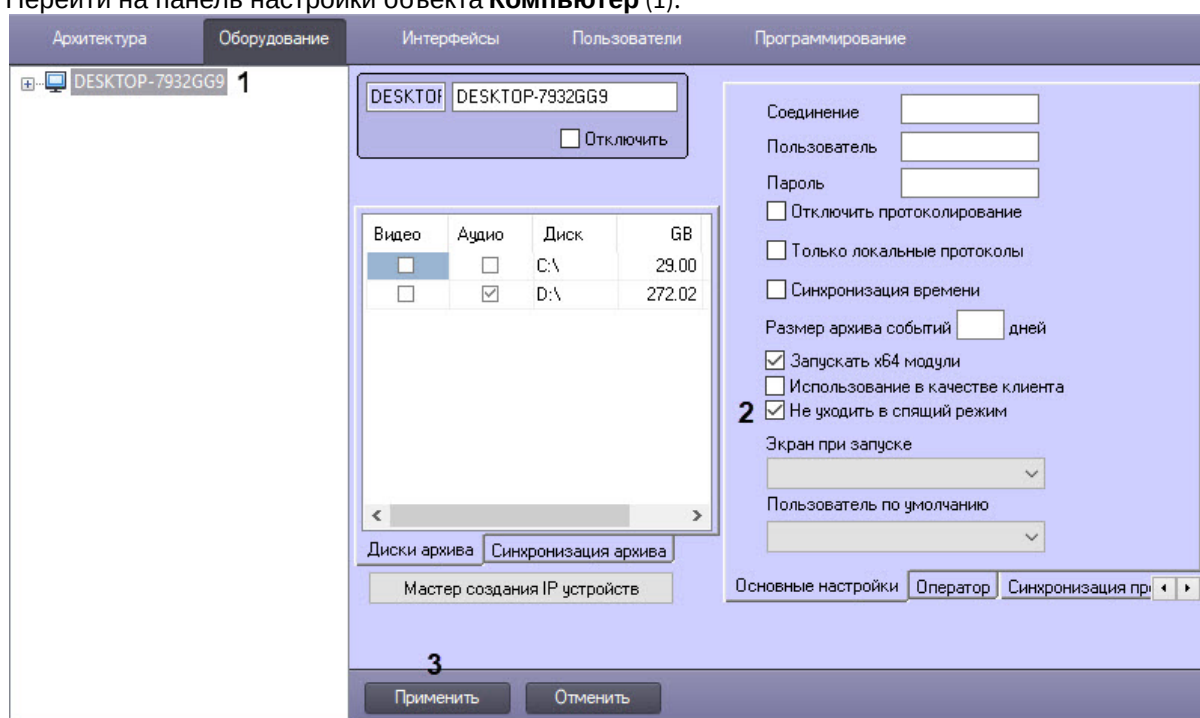 Перейти на панель настройки объекта Компьютер (1).
Архитектура Оборудование Интерфейсы Пользователи Программирование
DESKTOP-7932GG9 1
DESKTOP DESKTOP-7932GG9
Отключить
Видео Аудио Диск GB
C:\ 29.00
D:\ 272.02
Диски архива Синхронизация архива
Мастер создания IP устройств
Соединение
Пользователь
Пароль
Отключить протоколирование
Только локальные протоколы
Синхронизация времени
Размер архива событий дней
Запускать x64 модули
Использование в качестве клиента
2 Не уходить в спящий режим
Экран при запуске
Пользователь по умолчанию
Основные настройки Оператор Синхронизация пр
3
Применить Отменить